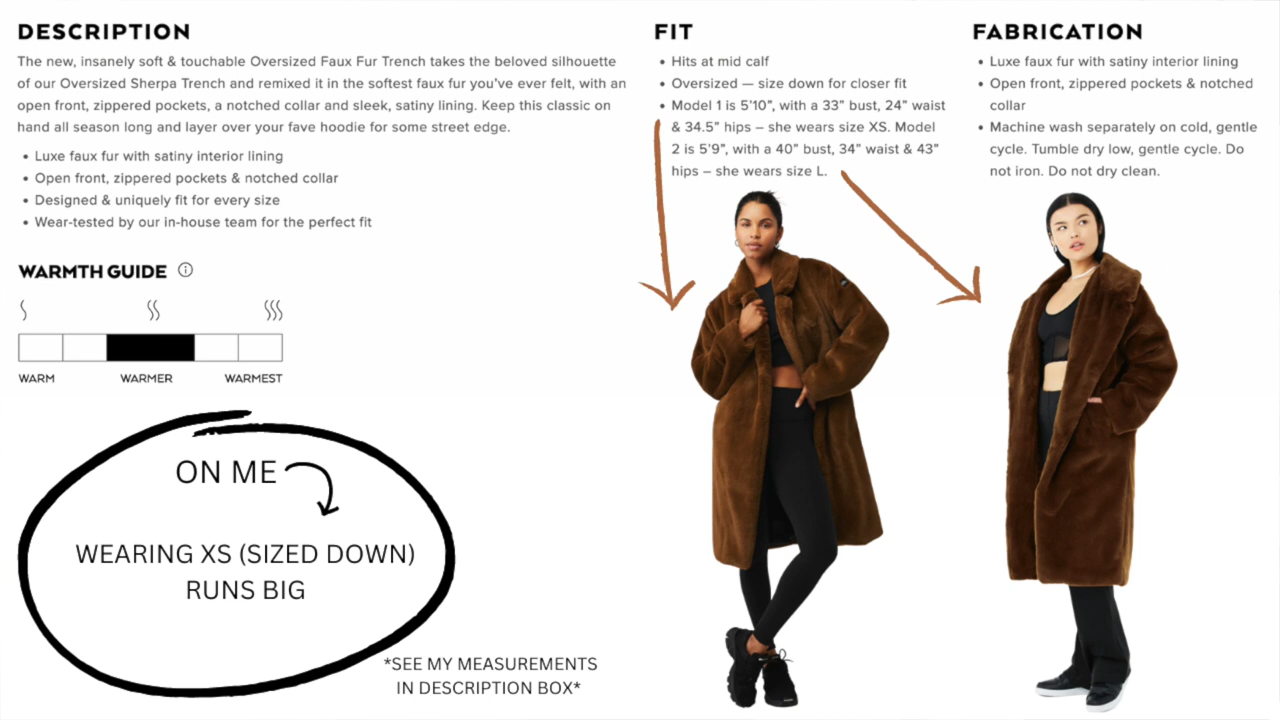 DESCRIPTION
The new, insanely soft & touchable Oversized Faux Fur Trench takes the beloved silhouette
of our Oversized Sherpa Trench and remixed it in the softest faux fur you've ever felt, with an
open front, zippered pockets, a notched collar and sleek, satiny lining. Keep this classic on
hand all season long and layer over your fave hoodie for some street edge.
• Luxe faux fur with satiny interior lining
• Open front, zippered pockets & notched collar
• Designed & uniquely fit for every size
• Wear-tested by our in-house team for the perfect fit
WARMTH GUIDE
WARM WARMER WARMEST
FIT
• Hits at mid calf
• Oversized — size down for closer fit
• Model 1 is 5'10", with a 33" bust, 24" waist
& 34.5" hips – she wears size XS. Model
2 is 5'9", with a 40" bust, 34" waist & 43"
hips – she wears size L.
FABRICATION
• Luxe faux fur with satiny interior lining
• Open front, zippered pockets & notched
collar
• Machine wash separately on cold, gentle
cycle. Tumble dry low, gentle cycle. Do
not iron. Do not dry clean.
ON ME
WEARING XS (SIZED DOWN)
RUNS BIG
*SEE MY MEASUREMENTS
IN DESCRIPTION BOX*